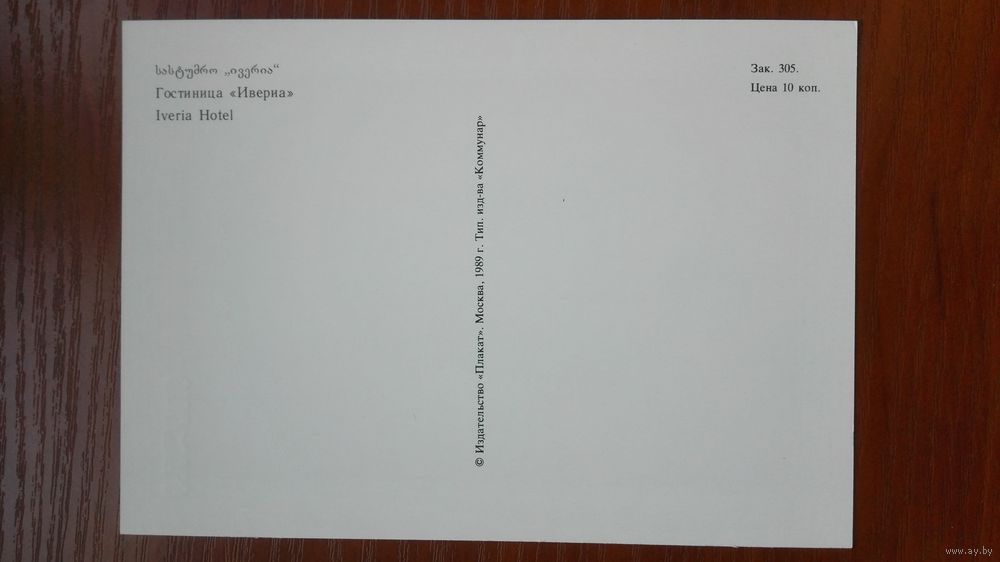 სასტუმრო „ივერია“
Гостиница «Ивериа»
Iveria Hotel
Зак. 305.
Цена 10 коп.
© Издательство «Плакат». Москва, 1989 г. Тип. изд-ва «Коммунар»
www.ay.by